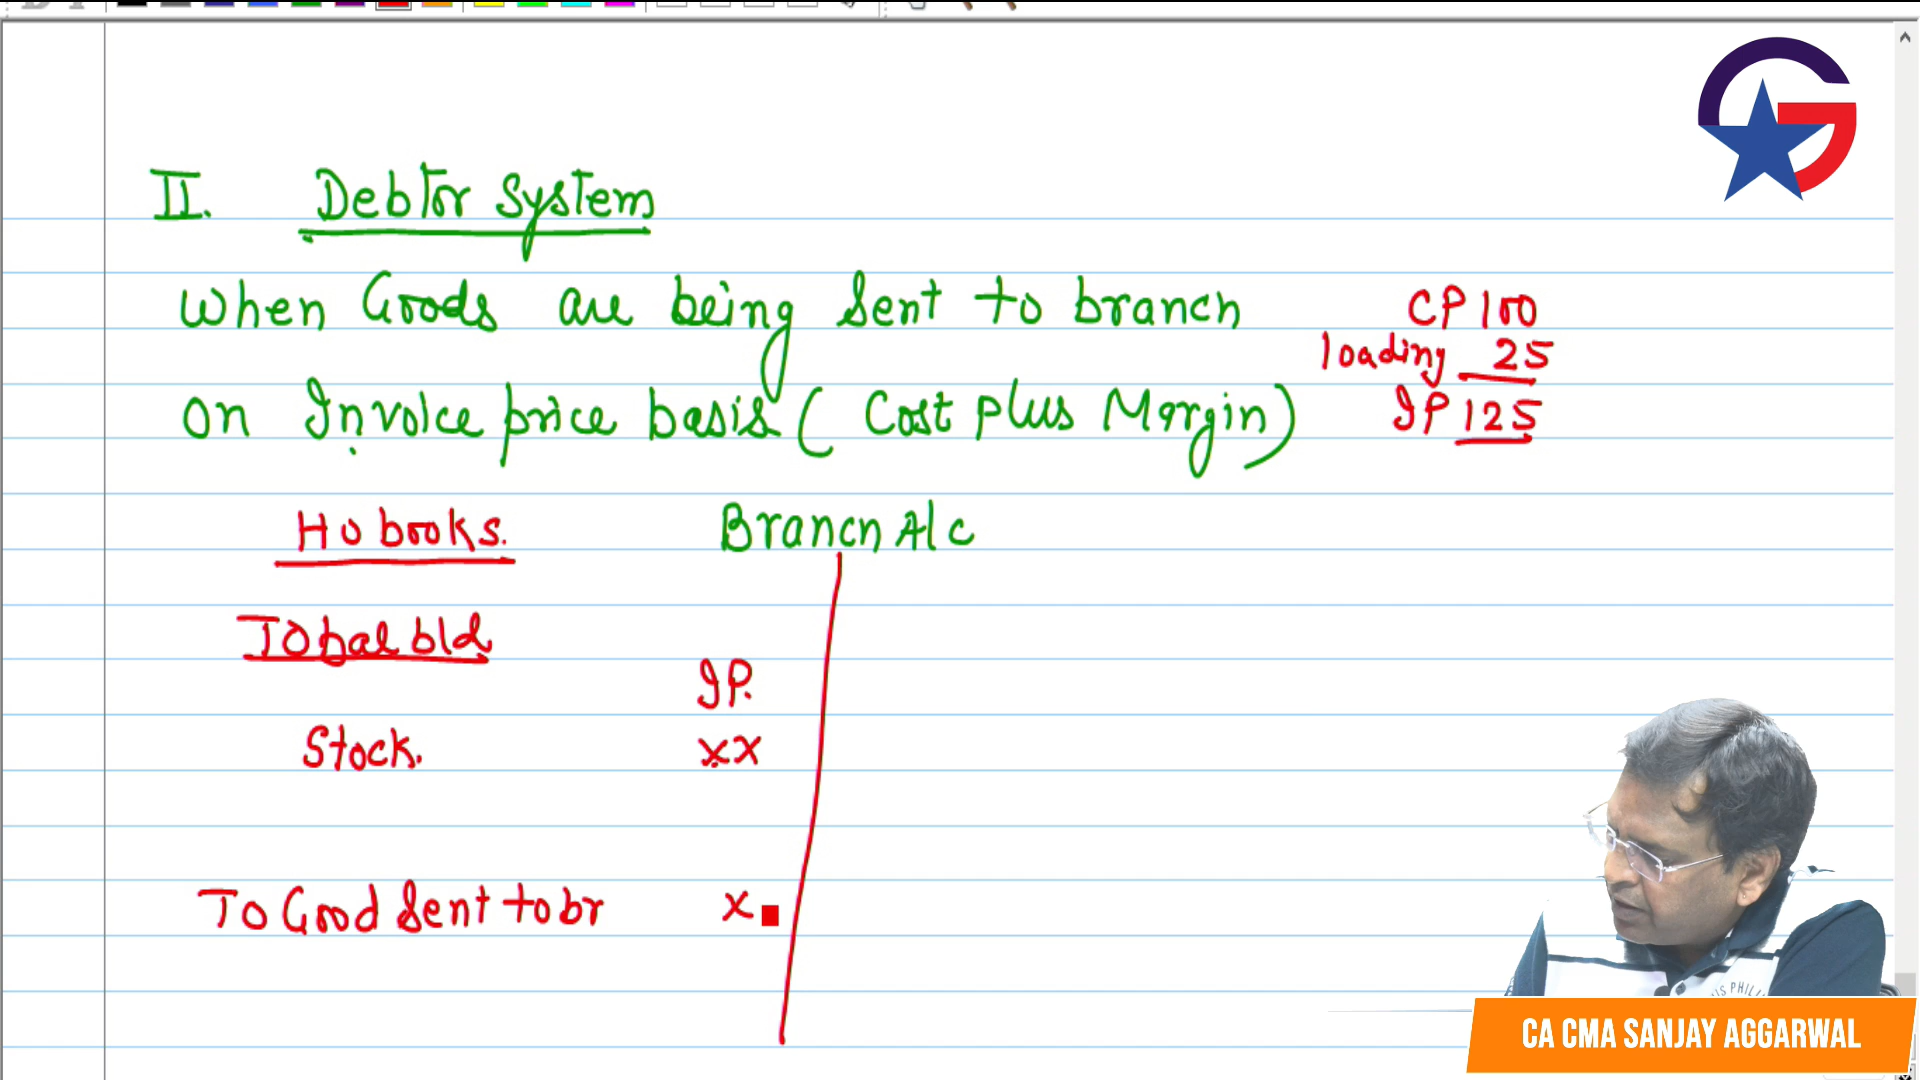 II. Debtor System
When Goods are being Sent to branch
on Invoice price basis ( Cost plus Margin)
CP 100
loading 25
IP 125
HO books.
Branch A/c
To bal b/d
IP.
Stock. xx
To Good Sent to br x
CA CMA SANJAY AGGARWAL